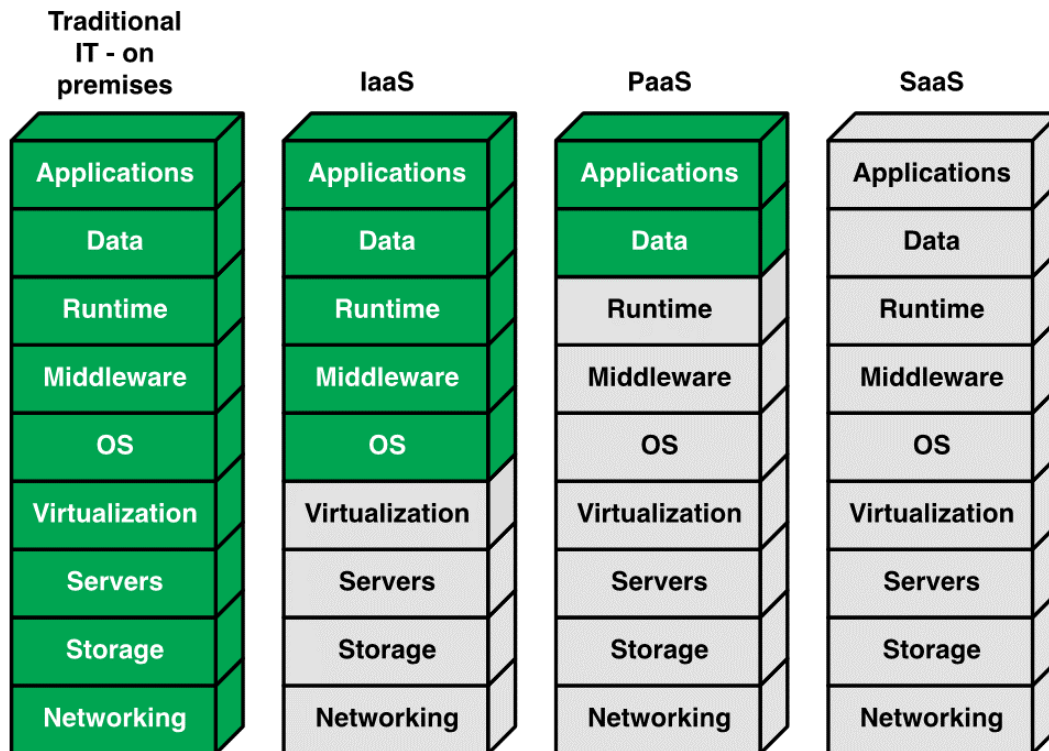 Traditional
IT - on
premises
IaaS
PaaS
SaaS
Applications
Data
Runtime
Middleware
OS
Virtualization
Servers
Storage
Networking
Applications
Data
Runtime
Middleware
OS
Virtualization
Servers
Storage
Networking
Applications
Data
Runtime
Middleware
OS
Virtualization
Servers
Storage
Networking
Applications
Data
Runtime
Middleware
OS
Virtualization
Servers
Storage
Networking